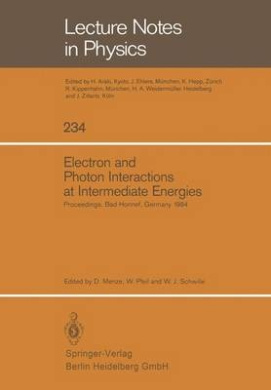 Lecture Notes
in Physics
Edited by H. Araki, Kyoto, J. Ehlers, München, K. Hepp, Zürich
R. Kippenhahn, München, H. A. Weidenmüller, Heidelberg
and J. Zittartz, Köln
234
Electron and
Photon Interactions
at Intermediate Energies
Proceedings, Bad Honnef, Germany 1984
Edited by D. Menze, W. Pfeil and W. J. Schwille
Springer-Verlag
Berlin Heidelberg GmbH